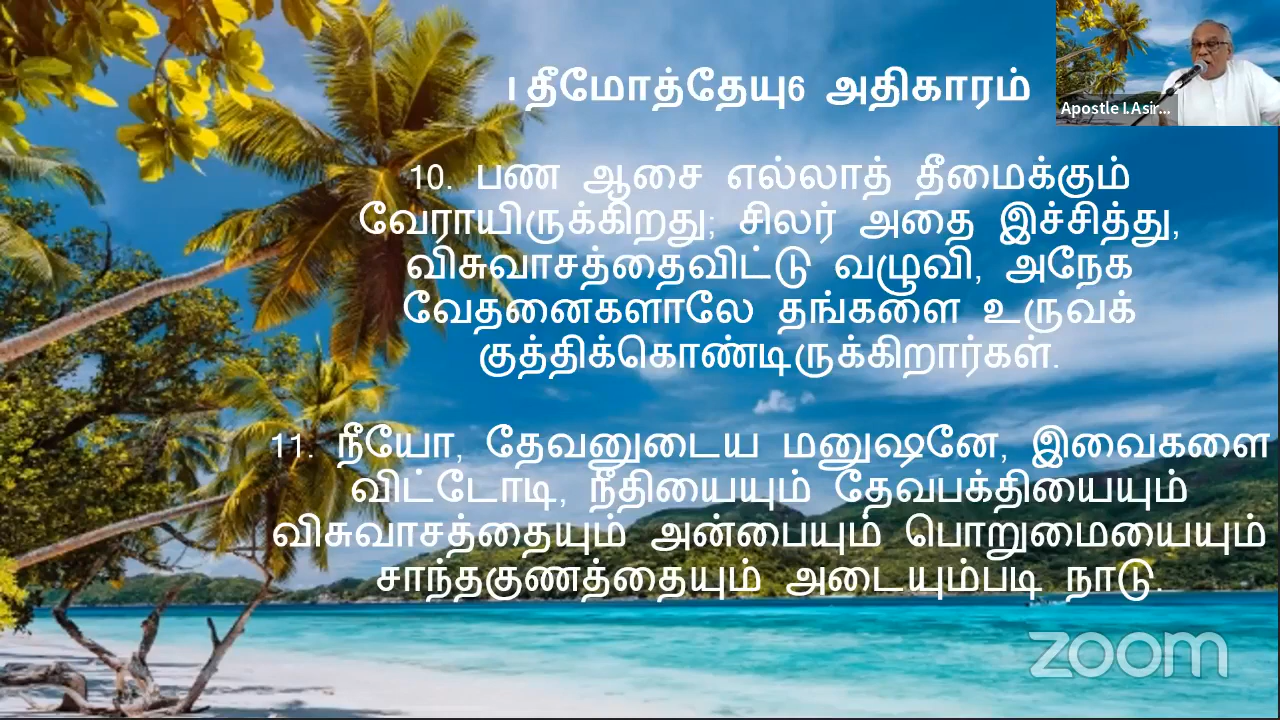 I தீமோத்தேயு6 அதிகாரம்
Apostle I.Asir...
10. பண ஆசை எல்லாத் தீமைக்கும்
வேராயிருக்கிறது; சிலர் அதை இச்சித்து,
விசுவாசத்தைவிட்டு வழுவி, அநேக
வேதனைகளாலே தங்களை உருவக்
குத்திக்கொண்டிருக்கிறார்கள்.
11. நீயோ, தேவனுடைய மனுஷனே, இவைகளை
விட்டோடி, நீதியையும் தேவபக்தியையும்
விசுவாசத்தையும் அன்பையும் பொறுமையையும்
சாந்தகுணத்தையும் அடையும்படி நாடு.
zoom